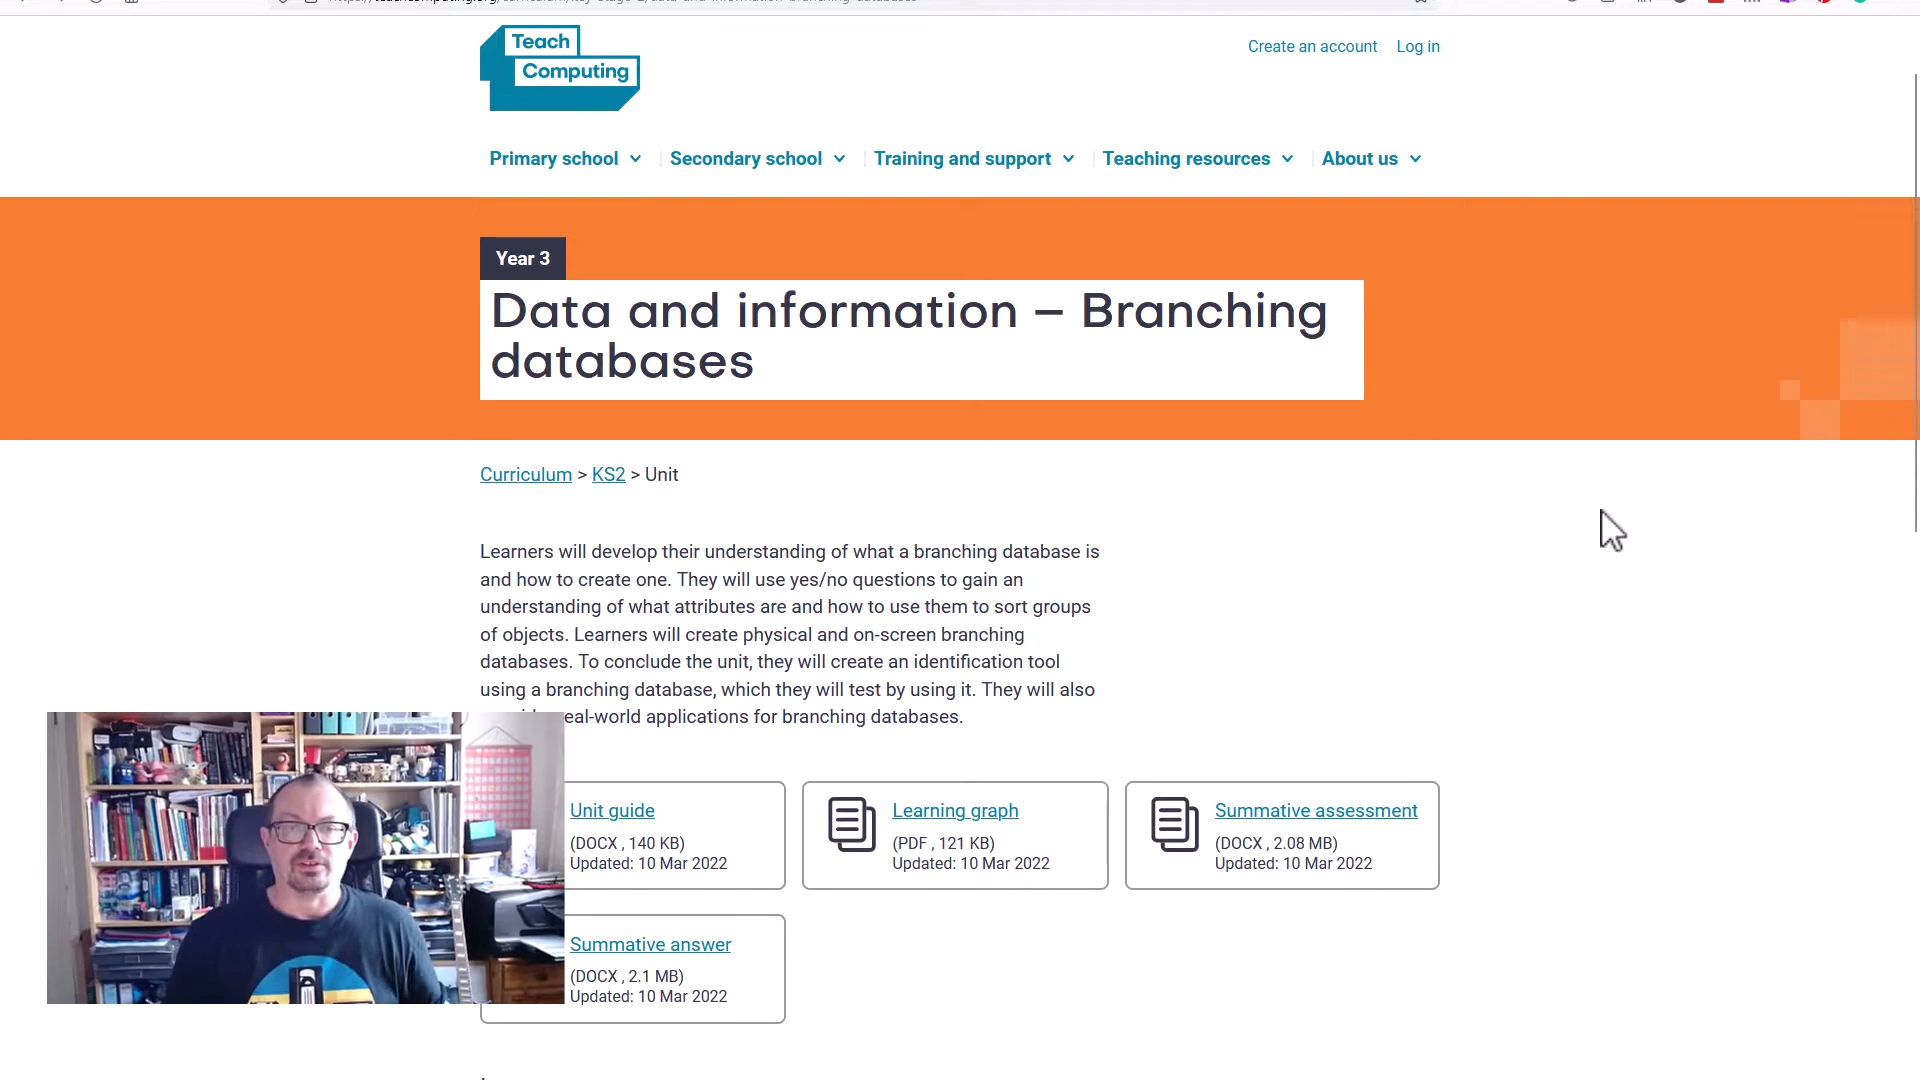 Teach
Computing
Create an account Log in
Primary school Secondary school Training and support Teaching resources About us
Year 3
Data and information – Branching
databases
Curriculum > KS2 > Unit
Learners will develop their understanding of what a branching database is
and how to create one. They will use yes/no questions to gain an
understanding of what attributes are and how to use them to sort groups
of objects. Learners will create physical and on-screen branching
databases. To conclude the unit, they will create an identification tool
using a branching database, which they will test by using it. They will also
real-world applications for branching databases.
Unit guide
(DOCX , 140 KB)
Updated: 10 Mar 2022
Learning graph
(PDF , 121 KB)
Updated: 10 Mar 2022
Summative assessment
(DOCX , 2.08 MB)
Updated: 10 Mar 2022
Summative answer
(DOCX , 2.1 MB)
Updated: 10 Mar 2022